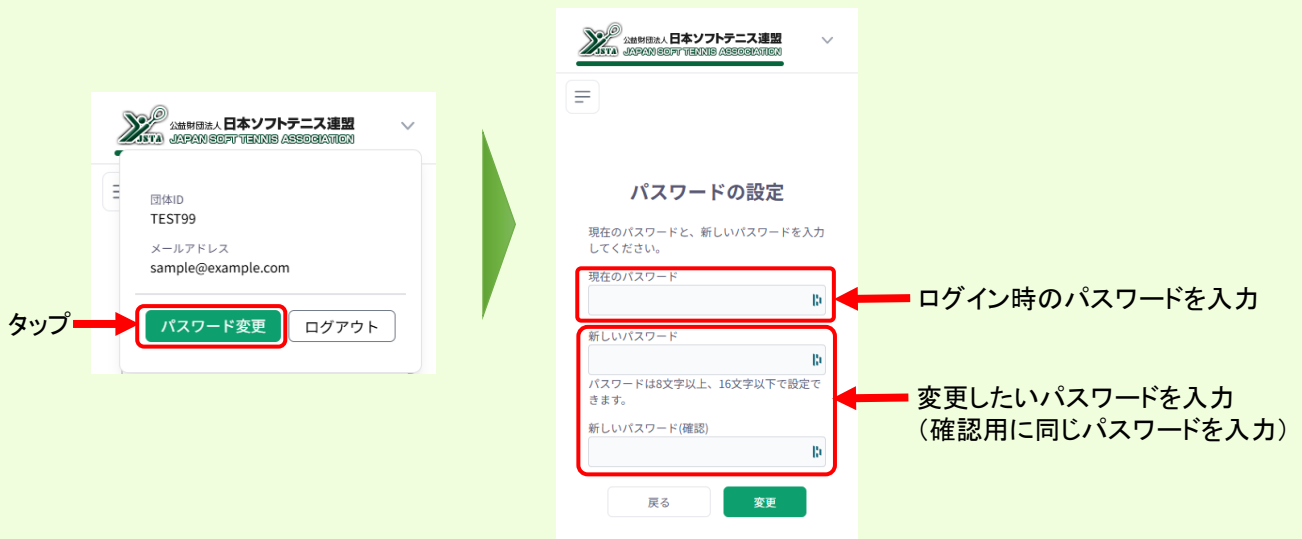 公益財団法人 日本ソフトテニス連盟
JSTA JAPAN SOFT TENNIS ASSOCIATION
団体ID
TEST99
メールアドレス
sample@example.com
タップ
パスワード変更 ログアウト
公益財団法人 日本ソフトテニス連盟
JSTA JAPAN SOFT TENNIS ASSOCIATION
パスワードの設定
現在のパスワードと、新しいパスワードを入力
してください。
現在のパスワード
ログイン時のパスワードを入力
新しいパスワード
パスワードは8文字以上、16文字以下で設定で
きます。
新しいパスワード(確認)
変更したいパスワードを入力
（確認用に同じパスワードを入力）
戻る 変更